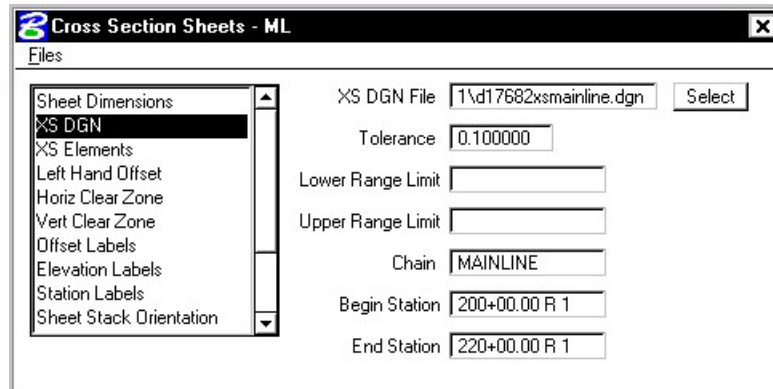 Cross Section Sheets - ML
Files
Sheet Dimensions
XS DGN
XS Elements
Left Hand Offset
Horiz Clear Zone
Vert Clear Zone
Offset Labels
Elevation Labels
Station Labels
Sheet Stack Orientation
XS DGN File 1\d17682xsmainline.dgn Select
Tolerance 0.100000
Lower Range Limit
Upper Range Limit
Chain MAINLINE
Begin Station 200+00.00 R 1
End Station 220+00.00 R 1